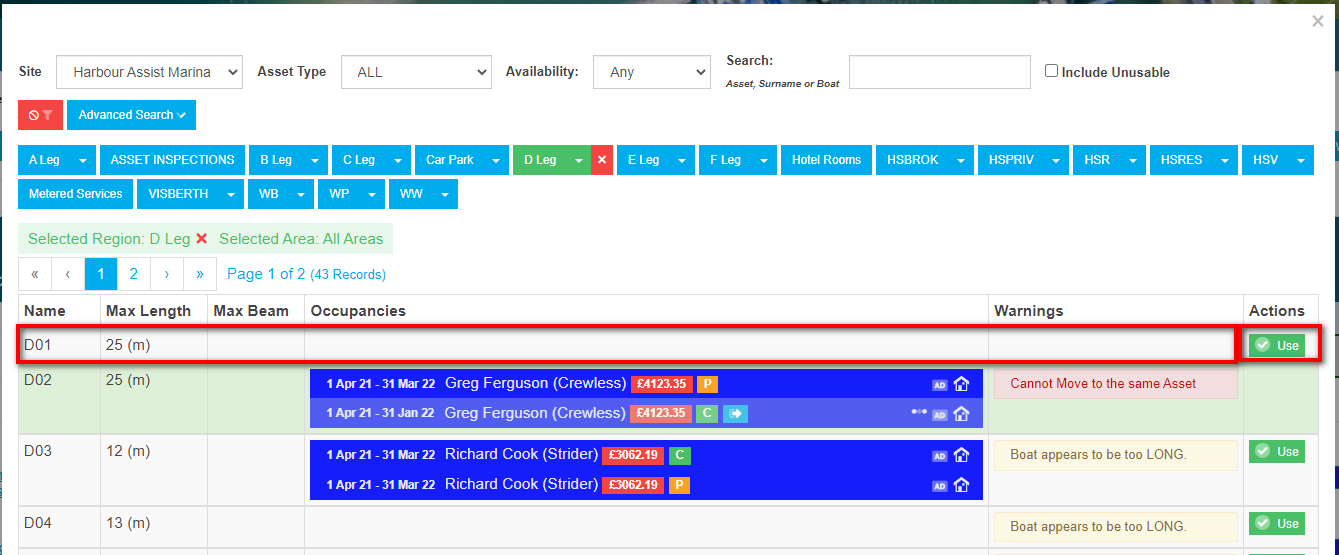 ×
Site Harbour Assist Marina Asset Type ALL Availability: Any Search: Include Unusable
Asset, Surname or Boat
Advanced Search
A Leg ASSET INSPECTIONS B Leg C Leg Car Park D Leg × E Leg F Leg Hotel Rooms HSBROK HSPRIV HSR HSRES HSV
Metered Services VISBERTH WB WP WW
Selected Region: D Leg ✕ Selected Area: All Areas
« ‹ 1 2 › » Page 1 of 2 (43 Records)
Name Max Length Max Beam Occupancies Warnings Actions
D01 25 (m) Use
D02 25 (m) 1 Apr 21 - 31 Mar 22 Greg Ferguson (Crewless) £4123.35 P AD Cannot Move to the same Asset
1 Apr 21 - 31 Jan 22 Greg Ferguson (Crewless) £4123.35 C AD
D03 12 (m) 1 Apr 21 - 31 Mar 22 Richard Cook (Strider) £3062.19 C AD Boat appears to be too LONG. Use
1 Apr 21 - 31 Mar 22 Richard Cook (Strider) £3062.19 P AD
D04 13 (m) Boat appears to be too LONG. Use